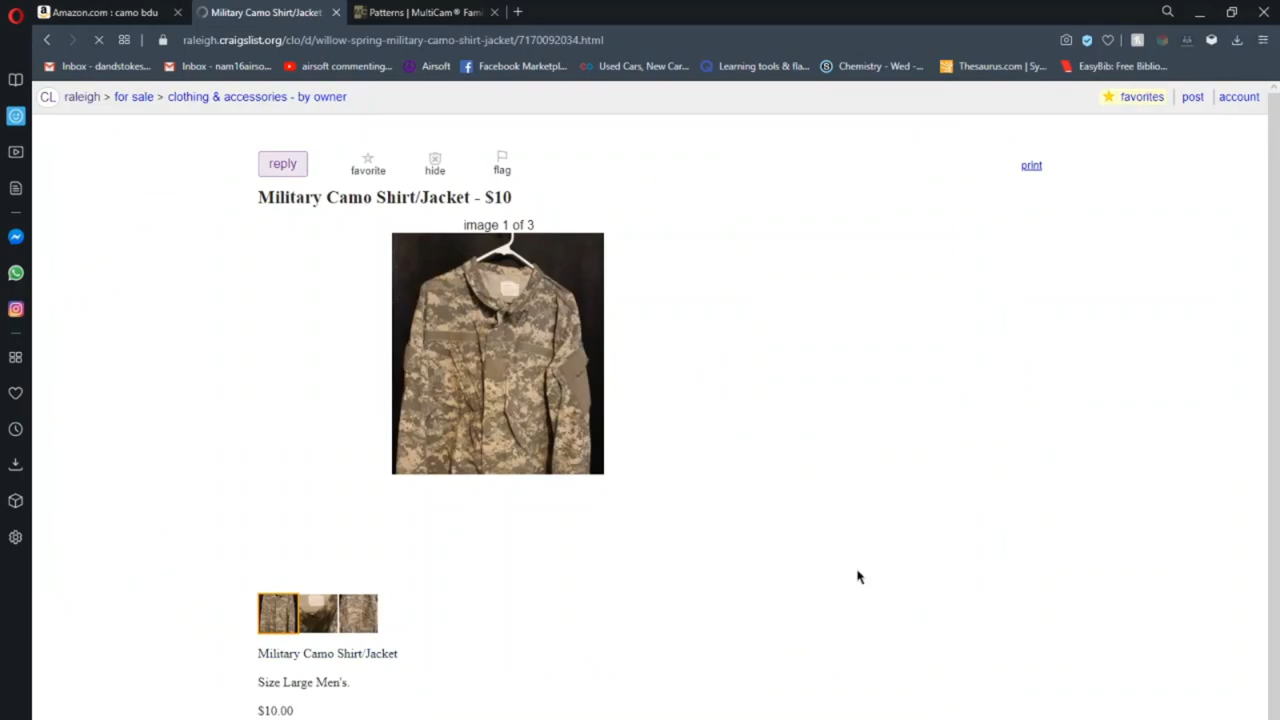 Amazon.com : camo bdu
Military Camo Shirt/Jacket
Patterns | MultiCam® Fami
raleigh.craigslist.org/clo/d/willow-spring-military-camo-shirt-jacket/7170092034.html
Inbox - dandstokes...
Inbox - nam16airso...
airsoft commenting...
Airsoft
Facebook Marketpl...
Used Cars, New Car...
Learning tools & fla...
Chemistry - Wed -...
Thesaurus.com | Sy...
EasyBib: Free Biblio...
CL raleigh > for sale > clothing & accessories - by owner
favorites
post
account
reply
favorite
hide
flag
print
Military Camo Shirt/Jacket - $10
image 1 of 3
Military Camo Shirt/Jacket
Size Large Men's.
$10.00